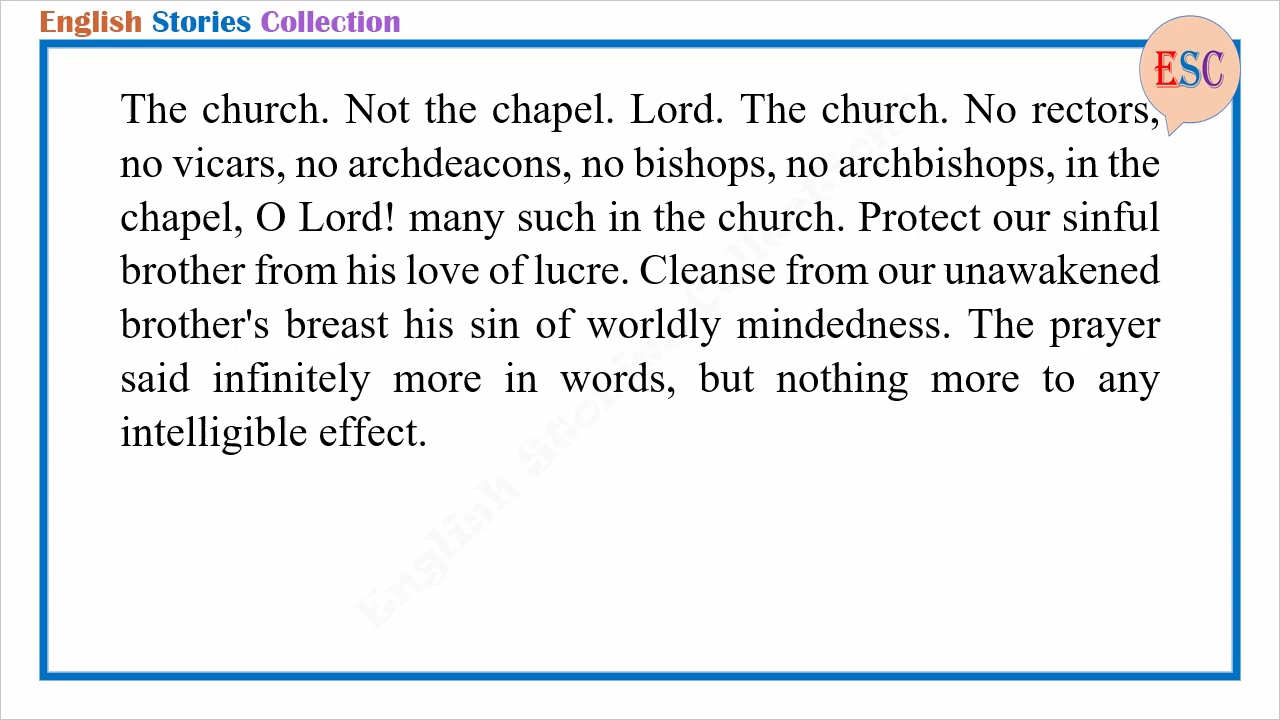 English Stories Collection
ESC
The church. Not the chapel. Lord. The church. No rectors,
no vicars, no archdeacons, no bishops, no archbishops, in the
chapel, O Lord! many such in the church. Protect our sinful
brother from his love of lucre. Cleanse from our unawakened
brother's breast his sin of worldly mindedness. The prayer
said infinitely more in words, but nothing more to any
intelligible effect.
English Stories Collection